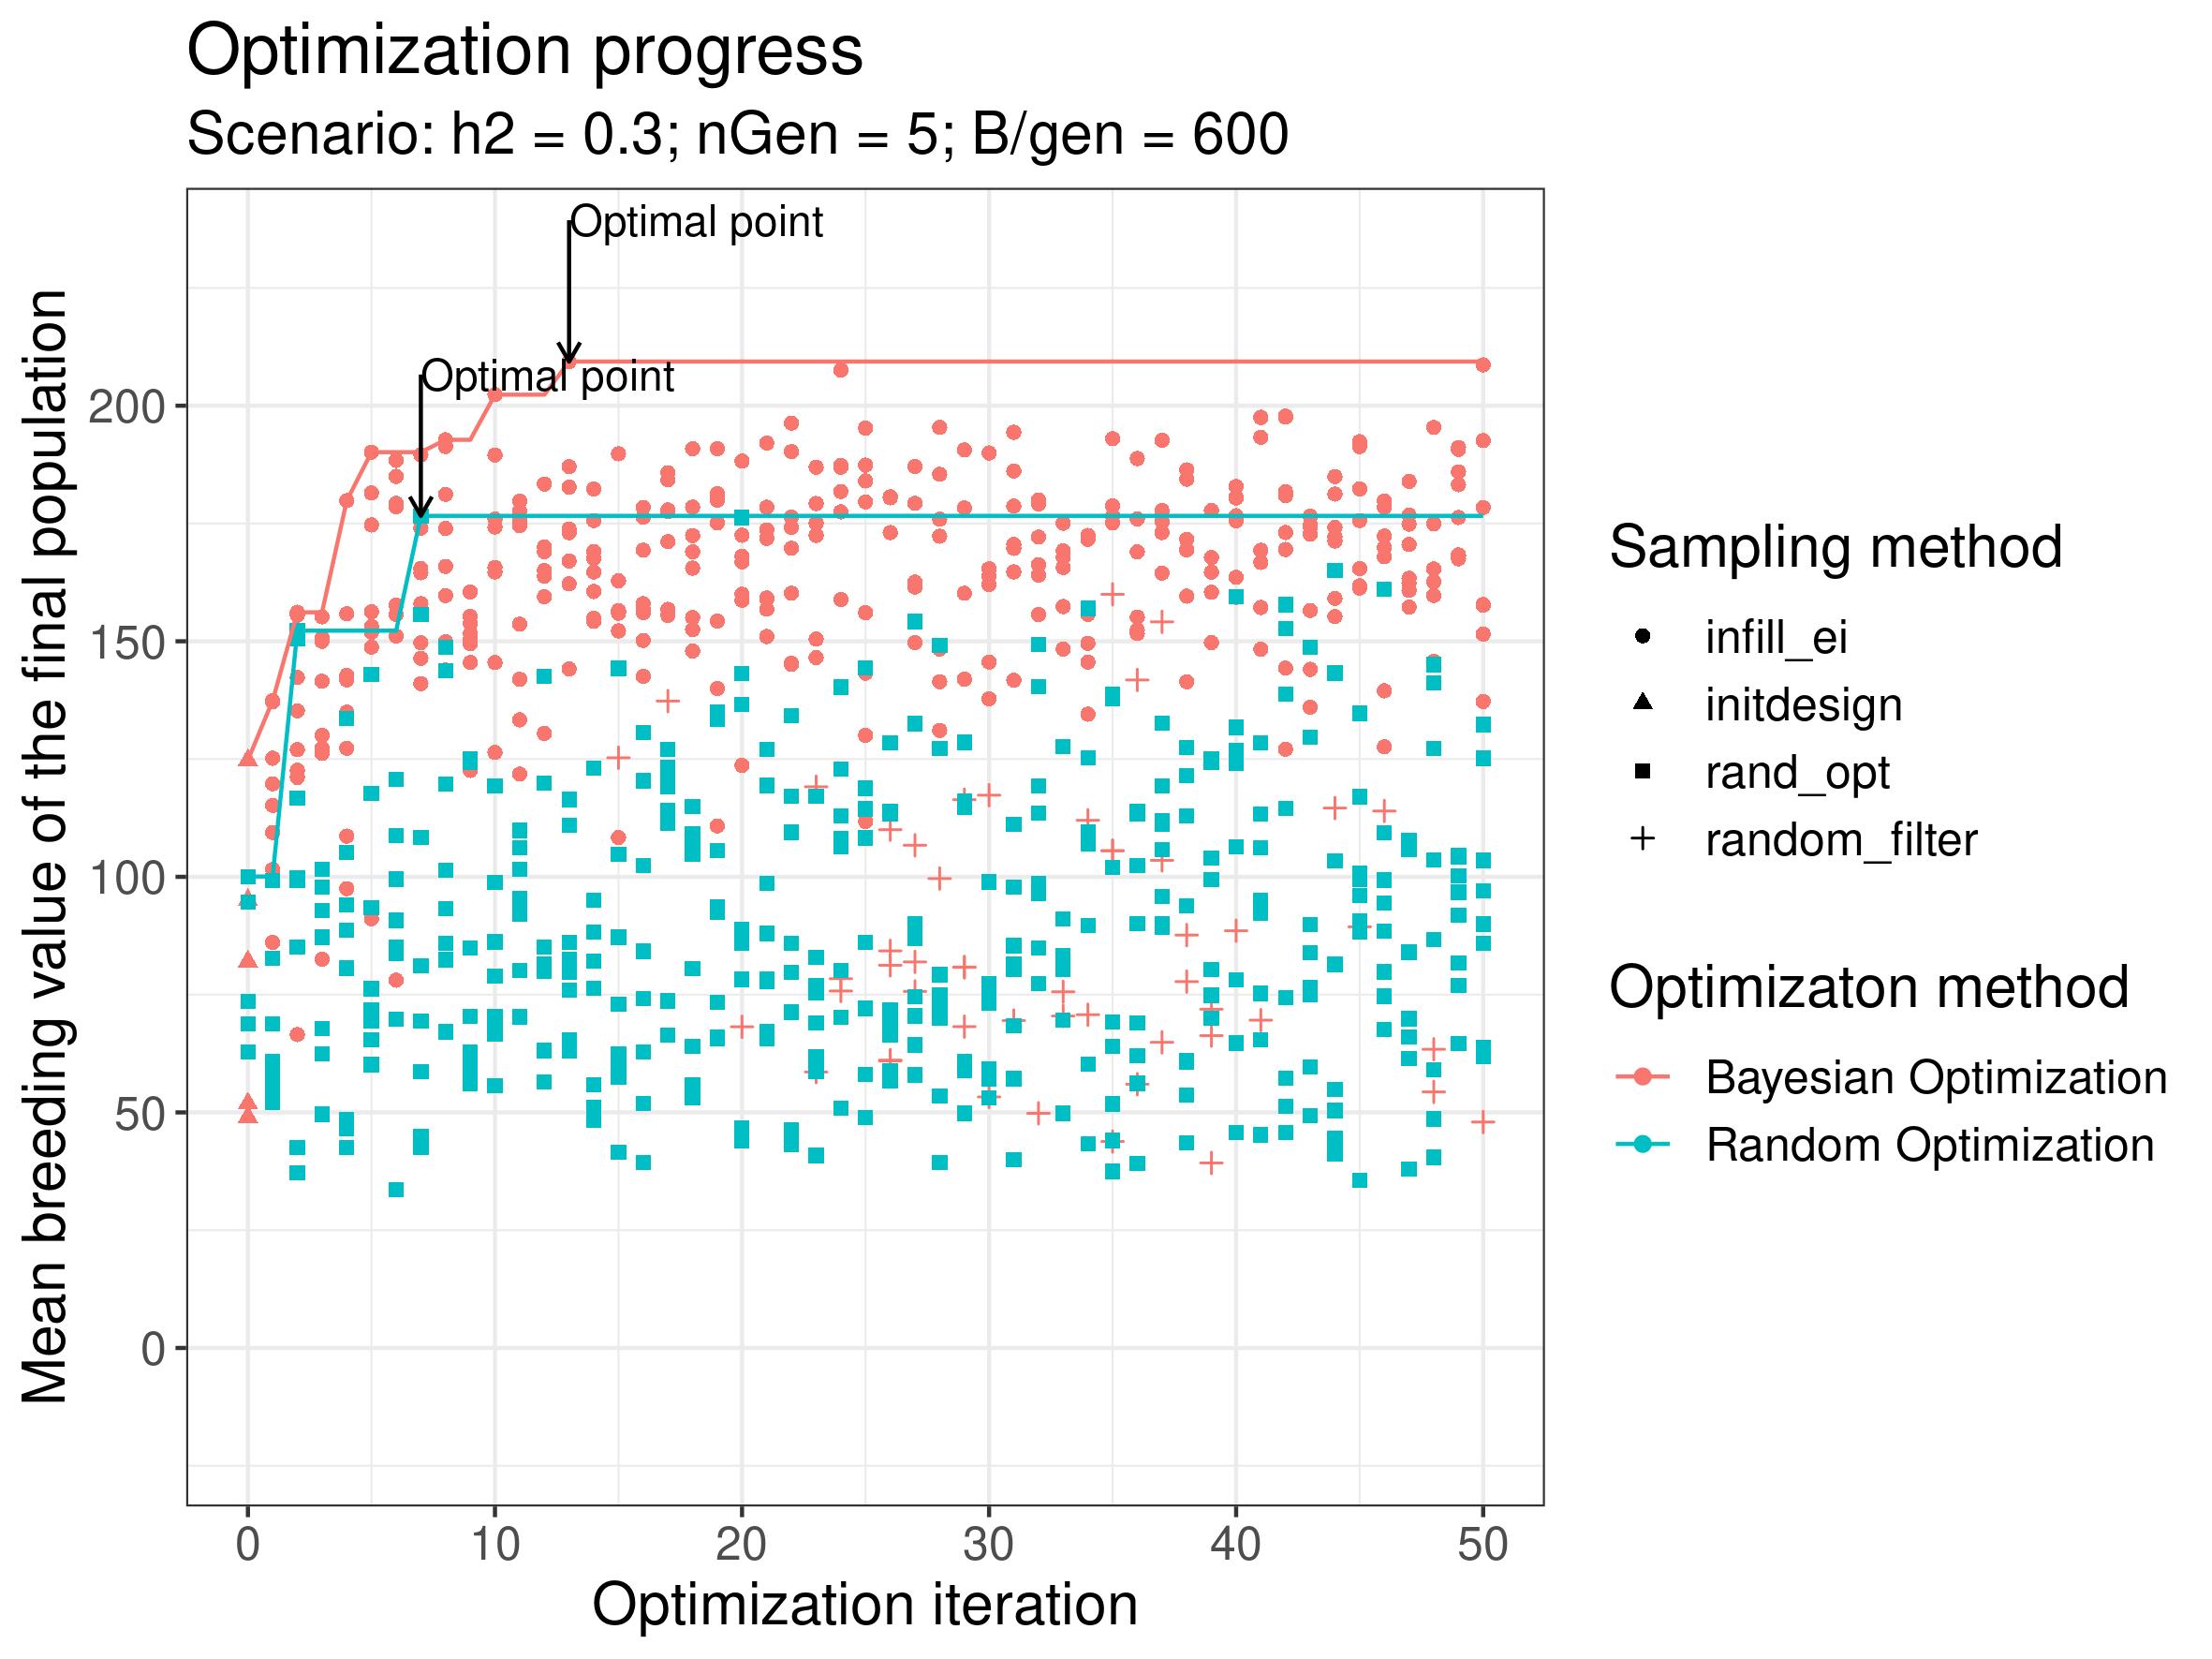 Optimization progress
Scenario: h2 = 0.3; nGen = 5; B/gen = 600
Mean breeding value of the final population
200
150
100
50
0
Optimal point
Optimal point
0 10 20 30 40 50
Optimization iteration
Sampling method
infill_ei
initdesign
rand_opt
random_filter
Optimizaton method
Bayesian Optimization
Random Optimization